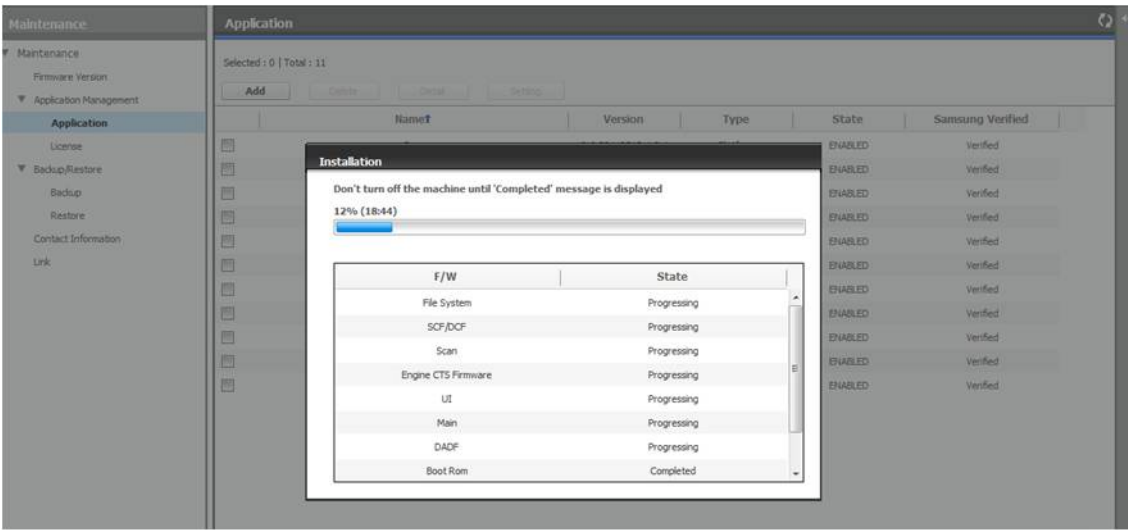 Maintenance
Application
Maintenance
Firmware Version
Application Management
Application
License
Backup/Restore
Backup
Restore
Contact Information
Link
Selected : 0 | Total : 11
Add Delete Detail Setting
Name Version Type State Samsung Verified
ENABLED Verified
ENABLED Verified
ENABLED Verified
ENABLED Verified
ENABLED Verified
ENABLED Verified
ENABLED Verified
ENABLED Verified
ENABLED Verified
ENABLED Verified
ENABLED Verified
Installation
Don't turn off the machine until 'Completed' message is displayed
12% (18:44)
F/W State
File System Progressing
SCF/DCF Progressing
Scan Progressing
Engine CTS Firmware Progressing
UI Progressing
Main Progressing
DADF Progressing
Boot Rom Completed